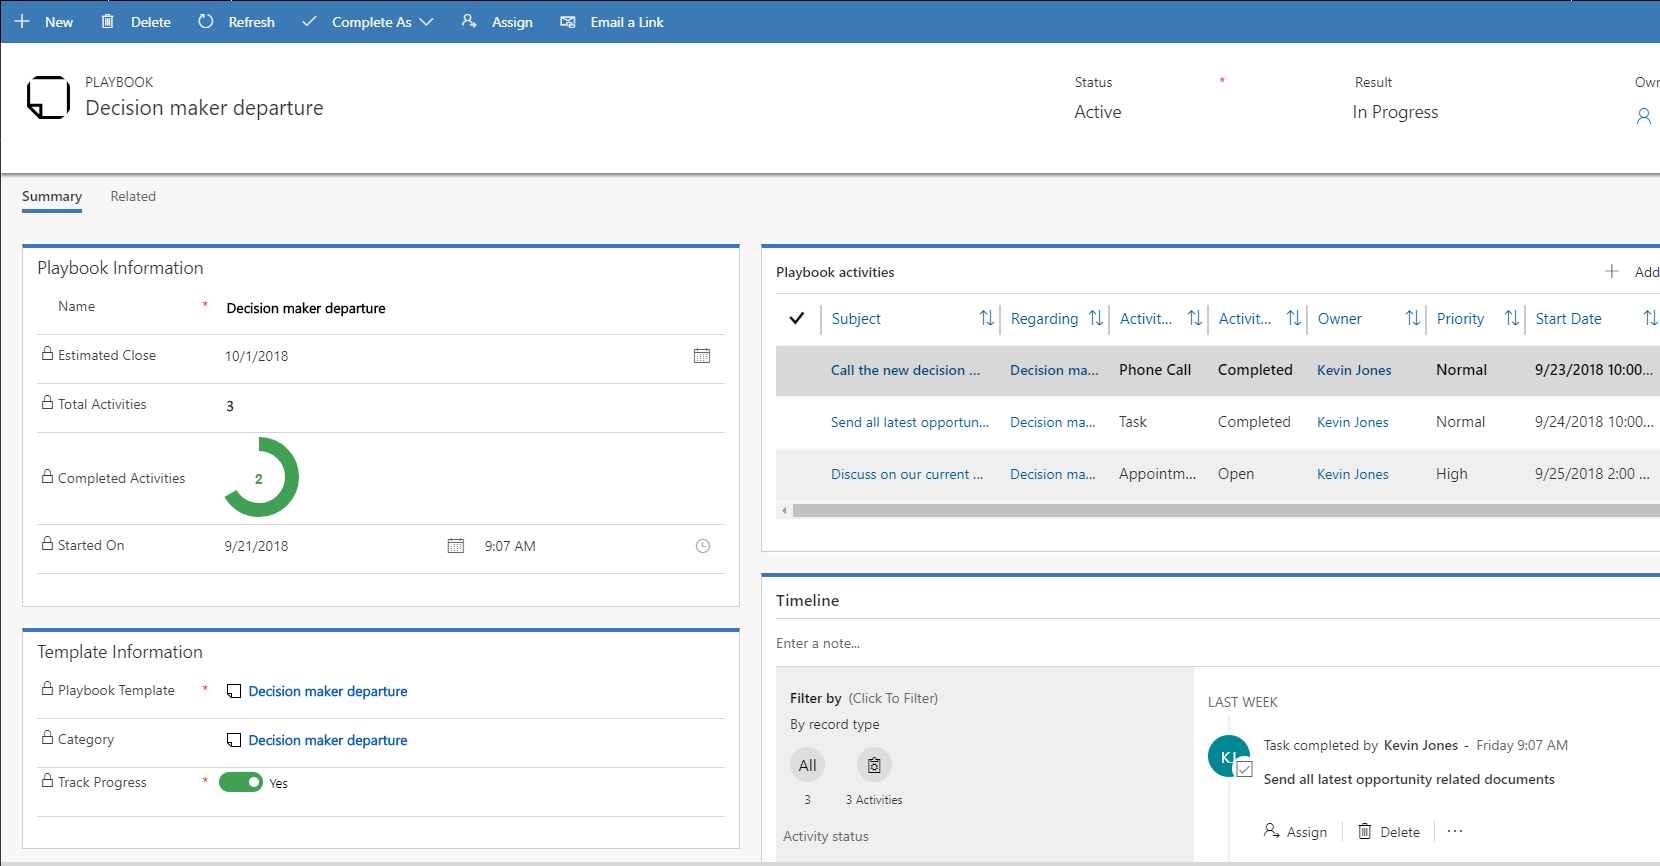 New Delete Refresh Complete As Assign Email a Link
PLAYBOOK
Decision maker departure
Status *
Active
Result
In Progress
Own
Summary Related
Playbook Information
Name * Decision maker departure
Estimated Close 10/1/2018
Total Activities 3
Completed Activities 2
Started On 9/21/2018 9:07 AM
Template Information
Playbook Template * Decision maker departure
Category Decision maker departure
Track Progress * Yes
Playbook activities Add
Subject Regarding Activit... Activit... Owner Priority Start Date
Call the new decision ... Decision ma... Phone Call Completed Kevin Jones Normal 9/23/2018 10:00...
Send all latest opportun... Decision ma... Task Completed Kevin Jones Normal 9/24/2018 10:00...
Discuss on our current ... Decision ma... Appointm... Open Kevin Jones High 9/25/2018 2:00 ...
Timeline
Enter a note...
Filter by (Click To Filter)
By record type
All
3 3 Activities
Activity status
LAST WEEK
KJ
Task completed by Kevin Jones - Friday 9:07 AM
Send all latest opportunity related documents
Assign Delete ...